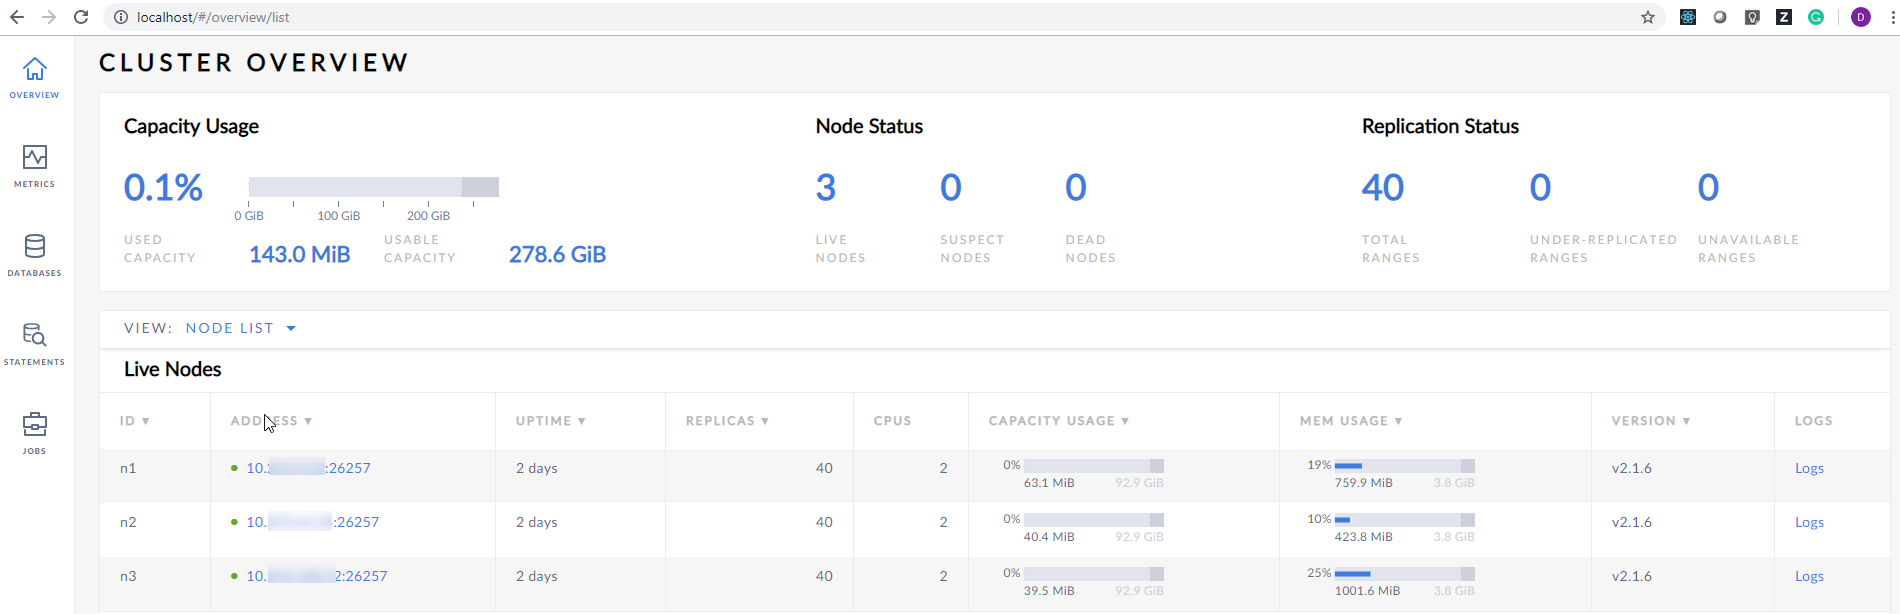 localhost/#/overview/list
D
Z
G
OVERVIEW
METRICS
DATABASES
STATEMENTS
JOBS
CLUSTER OVERVIEW
Capacity Usage
0.1%
0 GiB 100 GiB 200 GiB
USED CAPACITY
143.0 MiB
USABLE CAPACITY
278.6 GiB
Node Status
3
LIVE NODES
0
SUSPECT NODES
0
DEAD NODES
Replication Status
40
TOTAL RANGES
0
UNDER-REPLICATED RANGES
0
UNAVAILABLE RANGES
VIEW: NODE LIST
Live Nodes
ID ▼ ADDRESS ▼ UPTIME ▼ REPLICAS ▼ CPUS CAPACITY USAGE ▼ MEM USAGE ▼ VERSION ▼ LOGS
n1 10. :26257 2 days 40 2 0% 63.1 MiB 92.9 GiB 19% 759.9 MiB 3.8 GiB v2.1.6 Logs
n2 10. :26257 2 days 40 2 0% 40.4 MiB 92.9 GiB 10% 423.8 MiB 3.8 GiB v2.1.6 Logs
n3 10. 2:26257 2 days 40 2 0% 39.5 MiB 92.9 GiB 25% 1001.6 MiB 3.8 GiB v2.1.6 Logs